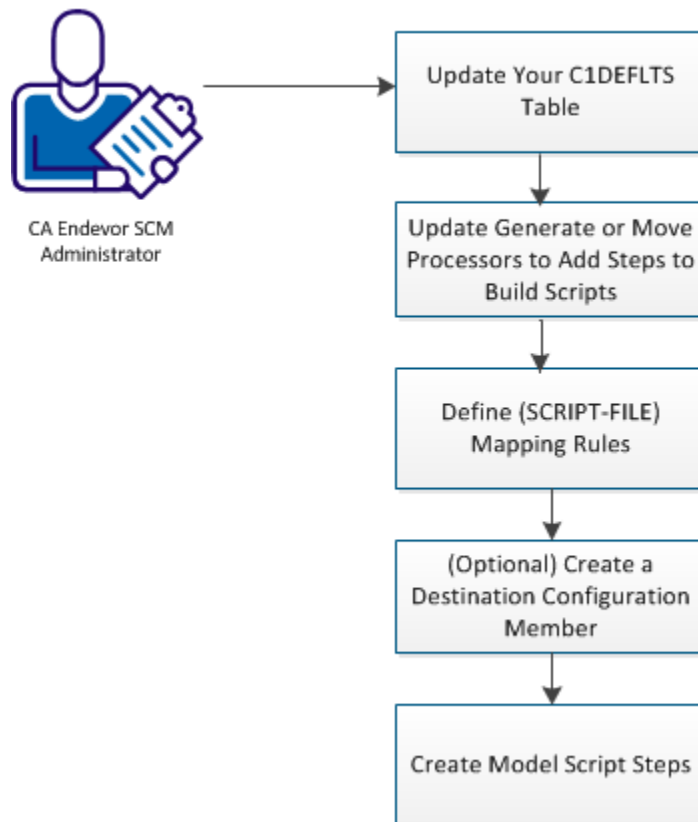 CA Endevor SCM
Administrator
Update Your C1DEFLTS
Table
Update Generate or Move
Processors to Add Steps to
Build Scripts
Define (SCRIPT-FILE)
Mapping Rules
(Optional) Create a
Destination Configuration
Member
Create Model Script Steps